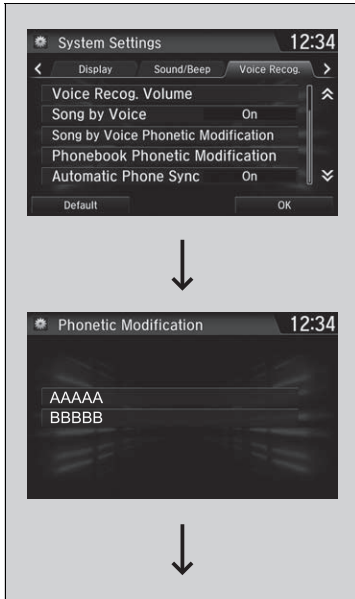 System Settings 12:34
< Display Sound/Beep Voice Recog. >
Voice Recog. Volume
Song by Voice On
Song by Voice Phonetic Modification
Phonebook Phonetic Modification
Automatic Phone Sync On
Default OK
Phonetic Modification 12:34
AAAAA
BBBBB